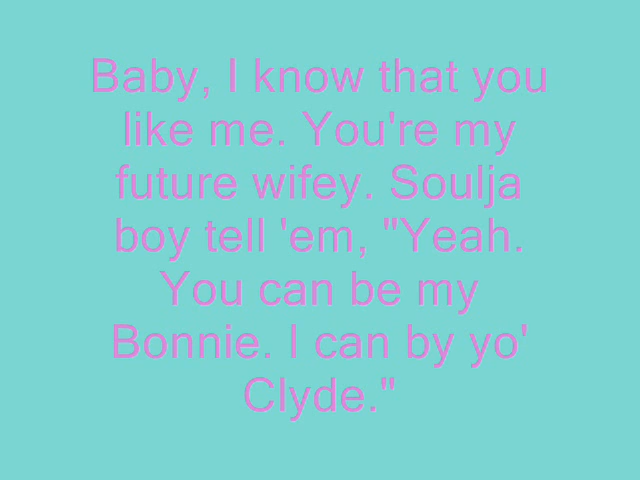 Baby, I know that you
like me. You're my
future wifey. Soulja
boy tell 'em, "Yeah.
You can be my
Bonnie. I can by yo'
Clyde."